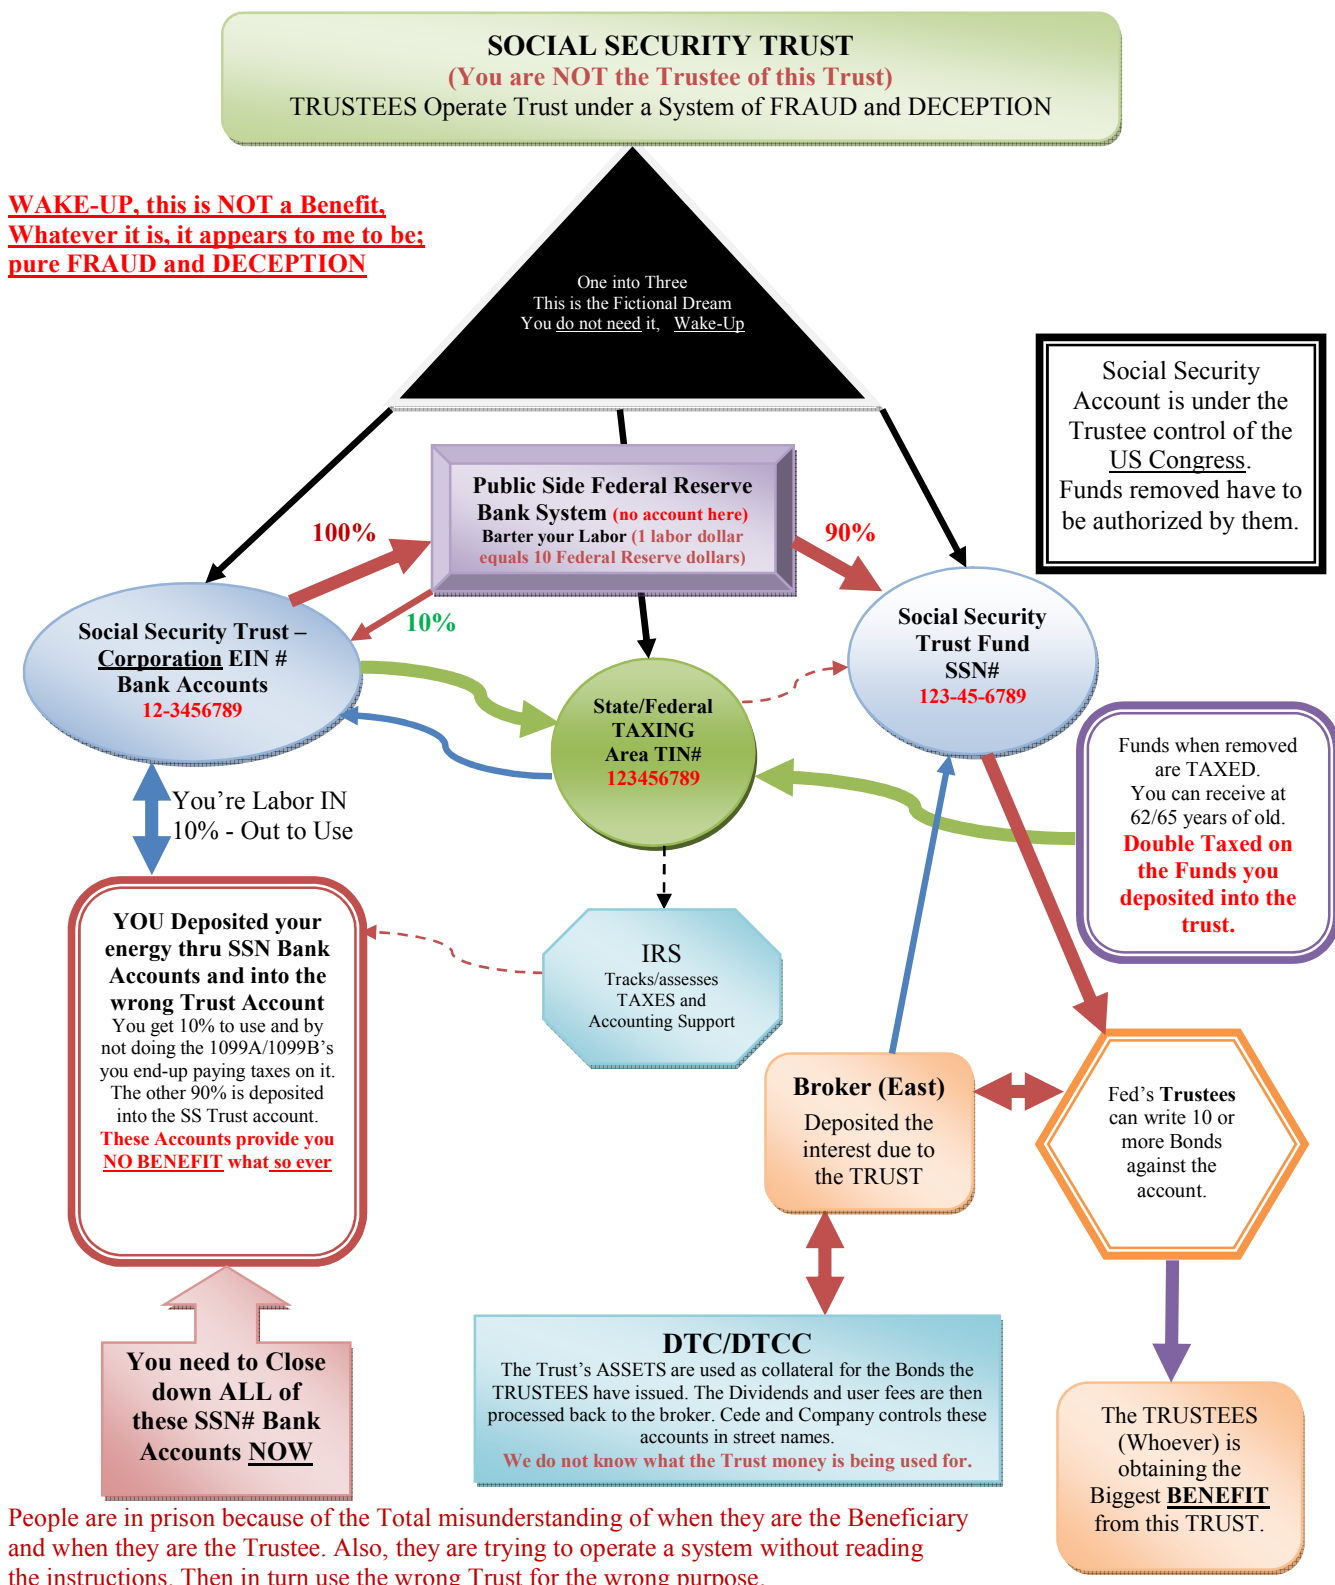 SOCIAL SECURITY TRUST
(You are NOT the Trustee of this Trust)
TRUSTEES Operate Trust under a System of FRAUD and DECEPTION
WAKE-UP, this is NOT a Benefit,
Whatever it is, it appears to me to be;
pure FRAUD and DECEPTION
One into Three
This is the Fictional Dream
You do not need it, Wake-Up
Social Security
Account is under the
Trustee control of the
US Congress.
Funds removed have to
be authorized by them.
Public Side Federal Reserve
Bank System (no account here)
Barter your Labor (1 labor dollar
equals 10 Federal Reserve dollars)
100%
90%
10%
Social Security Trust –
Corporation EIN #
Bank Accounts
12-3456789
Social Security
Trust Fund
SSN#
123-45-6789
State/Federal
TAXING
Area TIN#
123456789
Funds when removed
are TAXED.
You can receive at
62/65 years of old.
Double Taxed on
the Funds you
deposited into the
trust.
You're Labor IN
10% - Out to Use
YOU Deposited your
energy thru SSN Bank
Accounts and into the
wrong Trust Account
You get 10% to use and by
not doing the 1099A/1099B's
you end-up paying taxes on it.
The other 90% is deposited
into the SS Trust account.
These Accounts provide you
NO BENEFIT what so ever
IRS
Tracks/assesses
TAXES and
Accounting Support
Broker (East)
Deposited the
interest due to
the TRUST
Fed's Trustees
can write 10 or
more Bonds
against the
account.
You need to Close
down ALL of
these SSN# Bank
Accounts NOW
DTC/DTCC
The Trust's ASSETS are used as collateral for the Bonds the
TRUSTEES have issued. The Dividends and user fees are then
processed back to the broker. Cede and Company controls these
accounts in street names.
We do not know what the Trust money is being used for.
The TRUSTEES
(Whoever) is
obtaining the
Biggest BENEFIT
from this TRUST.
People are in prison because of the Total misunderstanding of when they are the Beneficiary
and when they are the Trustee. Also, they are trying to operate a system without reading
the instructions. Then in turn use the wrong Trust for the wrong purpose.